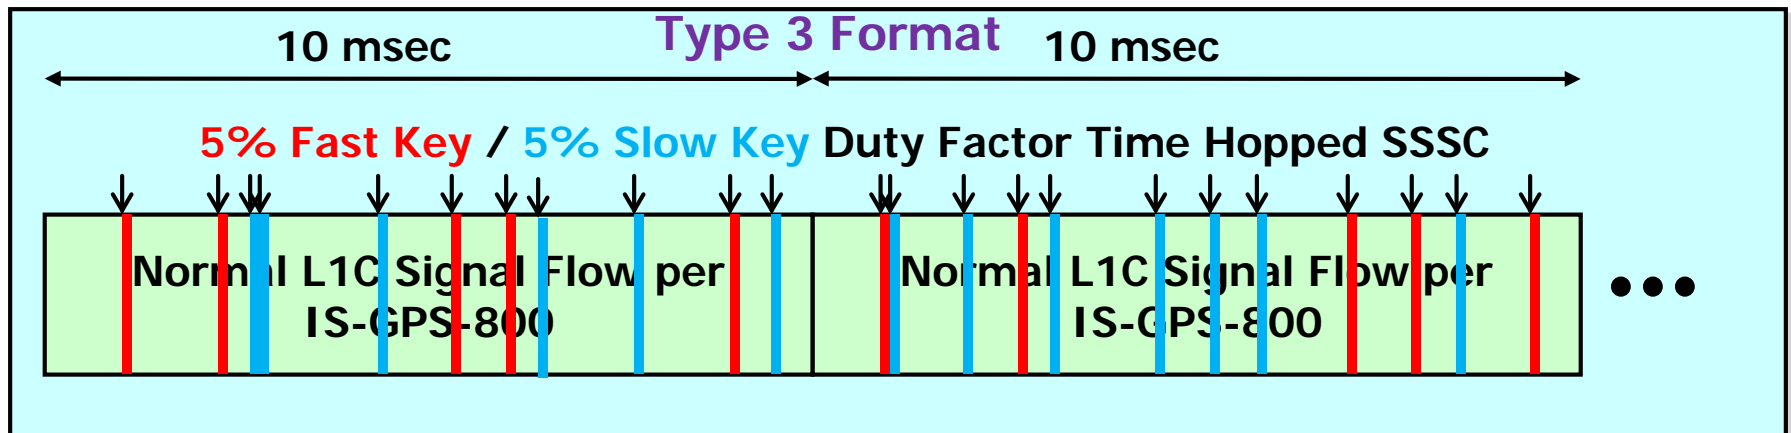 Type 3 Format
10 msec
10 msec
5% Fast Key / 5% Slow Key Duty Factor Time Hopped SSSC
Normal L1C Signal Flow per
IS-GPS-800
Normal L1C Signal Flow per
IS-GPS-800